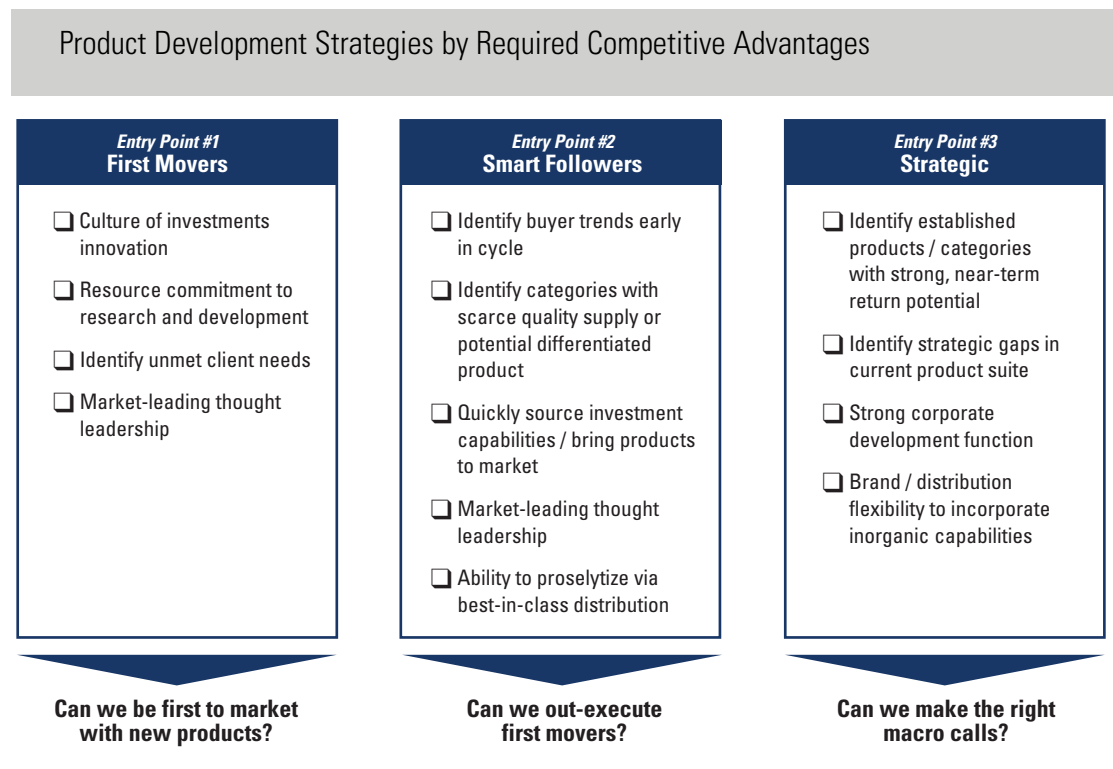 Product Development Strategies by Required Competitive Advantages
Entry Point #1
First Movers
Culture of investments
innovation
Resource commitment to
research and development
Identify unmet client needs
Market-leading thought
leadership
Can we be first to market
with new products?
Entry Point #2
Smart Followers
Identify buyer trends early
in cycle
Identify categories with
scarce quality supply or
potential differentiated
product
Quickly source investment
capabilities / bring products
to market
Market-leading thought
leadership
Ability to proselytize via
best-in-class distribution
Can we out-execute
first movers?
Entry Point #3
Strategic
Identify established
products / categories
with strong, near-term
return potential
Identify strategic gaps in
current product suite
Strong corporate
development function
Brand / distribution
flexibility to incorporate
inorganic capabilities
Can we make the right
macro calls?